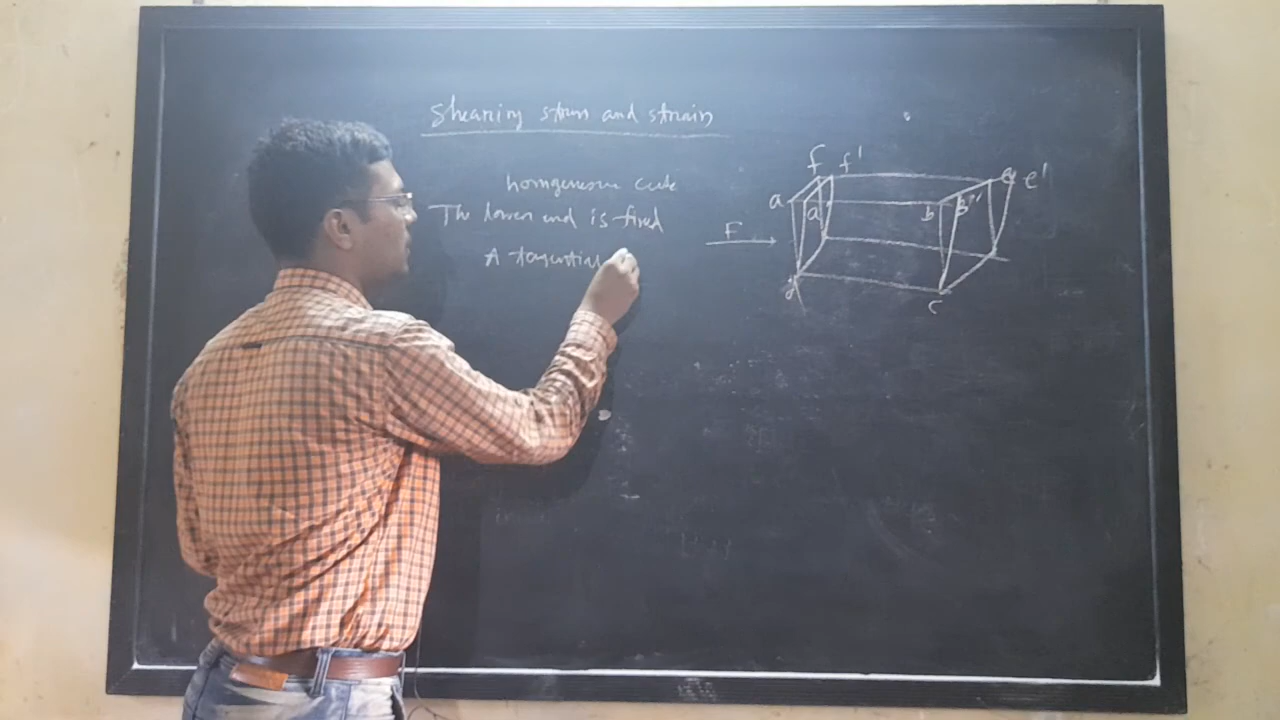 Shearing stress and strain
homogeneous cube
The lower end is fixed
A tangential
f f'
a a' b b' e e'
F
d
c